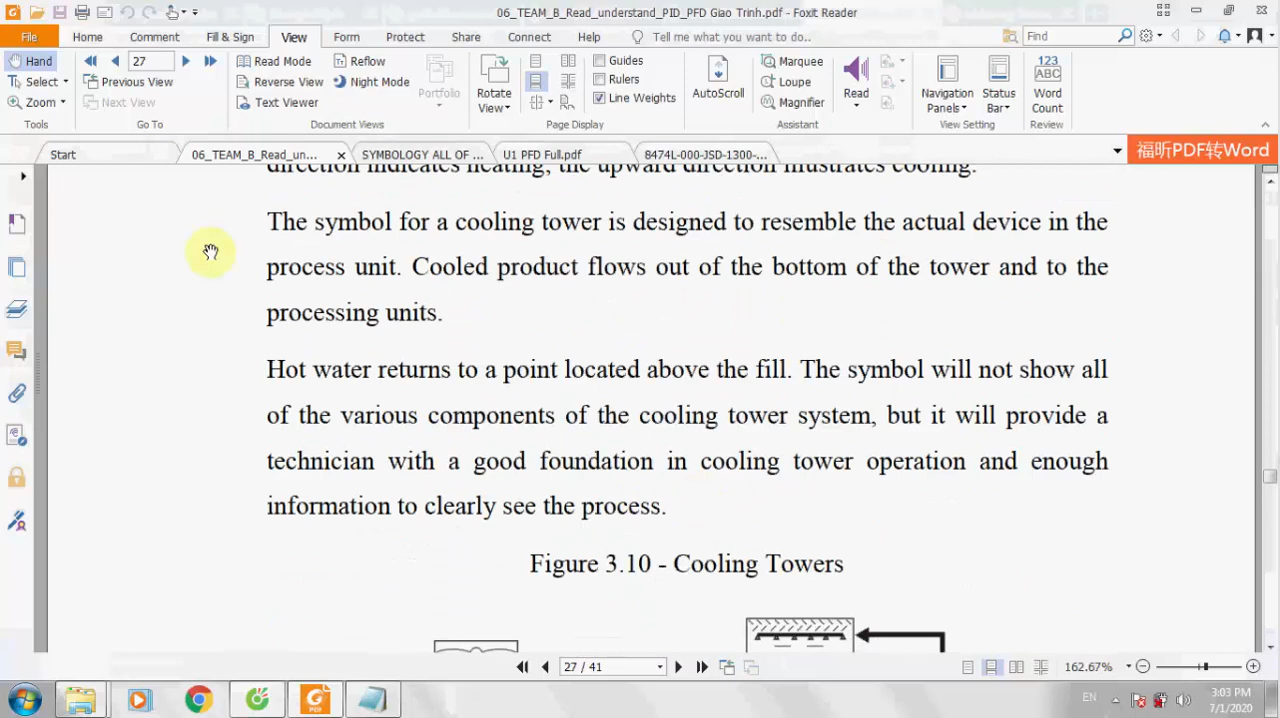 06_TEAM_B_Read_understand_PID_PFD Giao Trinh.pdf - Foxit Reader
File Home Comment Fill & Sign View Form Protect Share Connect Help Tell me what you want to do.. Find
Hand 27 Read Mode Reflow Guides Marquee
Select Previous View Reverse View Night Mode Rulers Loupe
Zoom Next View Text Viewer Line Weights Magnifier
Portfolio Rotate View AutoScroll Read Navigation Panels Status Bar Word Count
123
ABC
Tools Go To Document Views Page Display Assistant View Setting Review
Start 06_TEAM_B_Read_un... SYMBOLOGY ALL OF ... U1 PFD Full.pdf 8474L-000-JSD-1300-... 福昕PDF转Word
direction indicates heating, the upward direction illustrates cooling.
The symbol for a cooling tower is designed to resemble the actual device in the
process unit. Cooled product flows out of the bottom of the tower and to the
processing units.
Hot water returns to a point located above the fill. The symbol will not show all
of the various components of the cooling tower system, but it will provide a
technician with a good foundation in cooling tower operation and enough
information to clearly see the process.
Figure 3.10 - Cooling Towers
27 / 41 162.67%
EN 3:03 PM
7/1/2020